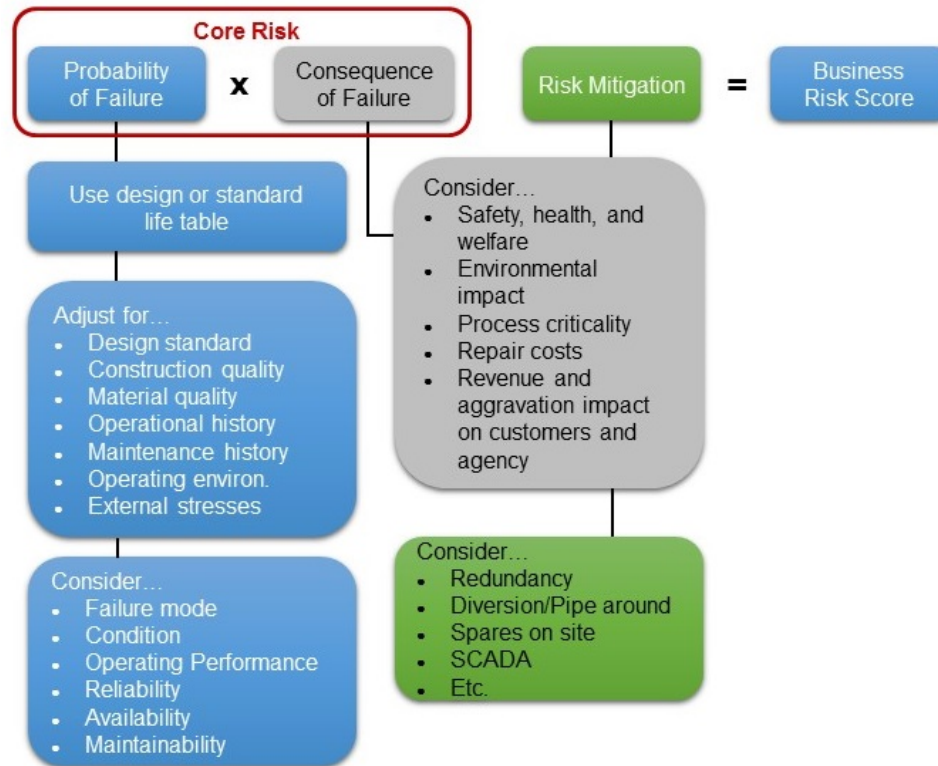 Core Risk
Probability
of Failure
x
Consequence
of Failure
Risk Mitigation
=
Business
Risk Score
Use design or standard
life table
Adjust for...
• Design standard
• Construction quality
• Material quality
• Operational history
• Maintenance history
• Operating environ.
• External stresses
Consider...
• Failure mode
• Condition
• Operating Performance
• Reliability
• Availability
• Maintainability
Consider...
• Safety, health, and
welfare
• Environmental
impact
• Process criticality
• Repair costs
• Revenue and
aggravation impact
on customers and
agency
Consider...
• Redundancy
• Diversion/Pipe around
• Spares on site
• SCADA
• Etc.